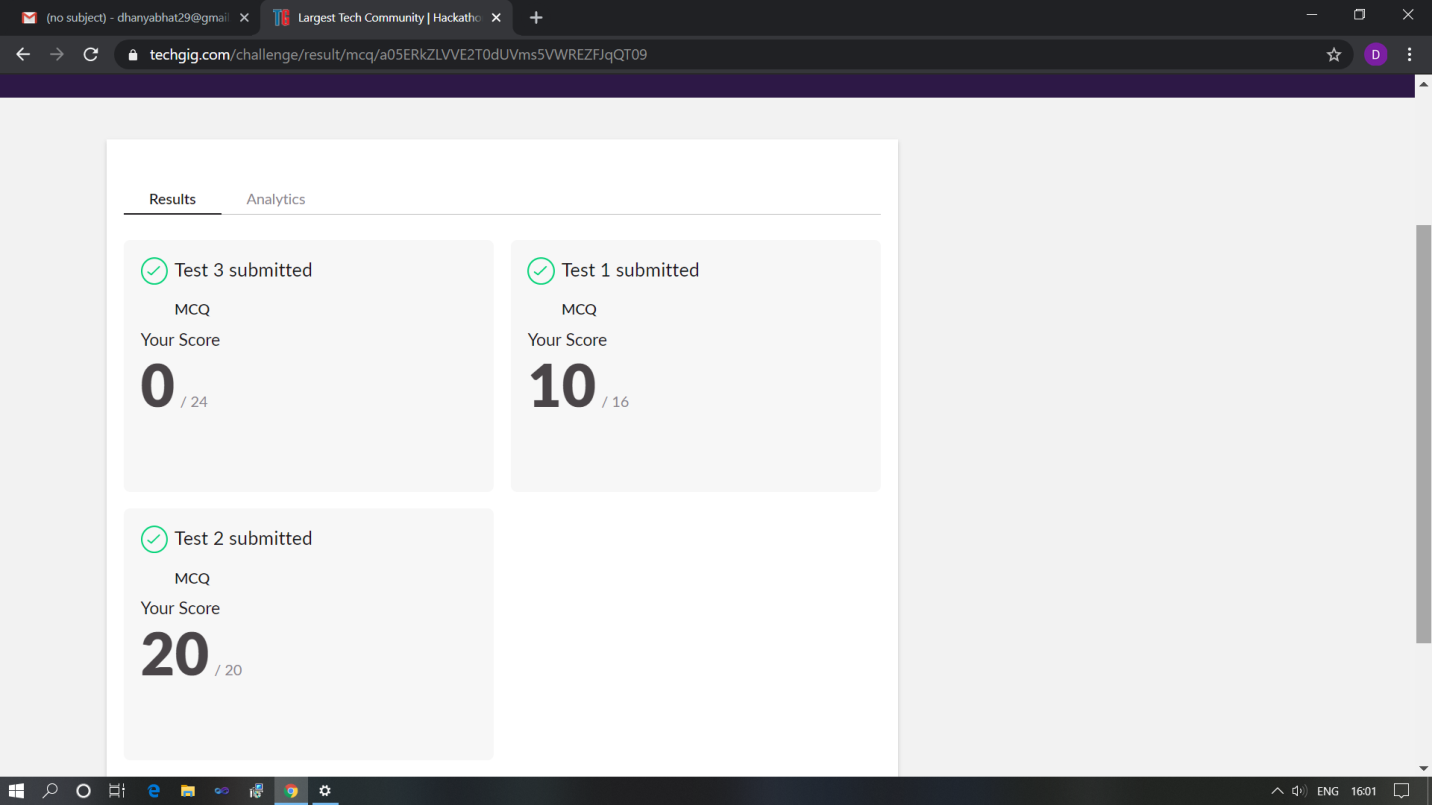 (no subject) - dhanyabhat29@gmail
Largest Tech Community | Hackatho
techgig.com/challenge/result/mcq/a05ERkZLVVE2T0dUVms5VWREZFJqQT09
D
Results
Analytics
Test 3 submitted
MCQ
Your Score
0 / 24
Test 1 submitted
MCQ
Your Score
10 / 16
Test 2 submitted
MCQ
Your Score
20 / 20
ENG
16:01